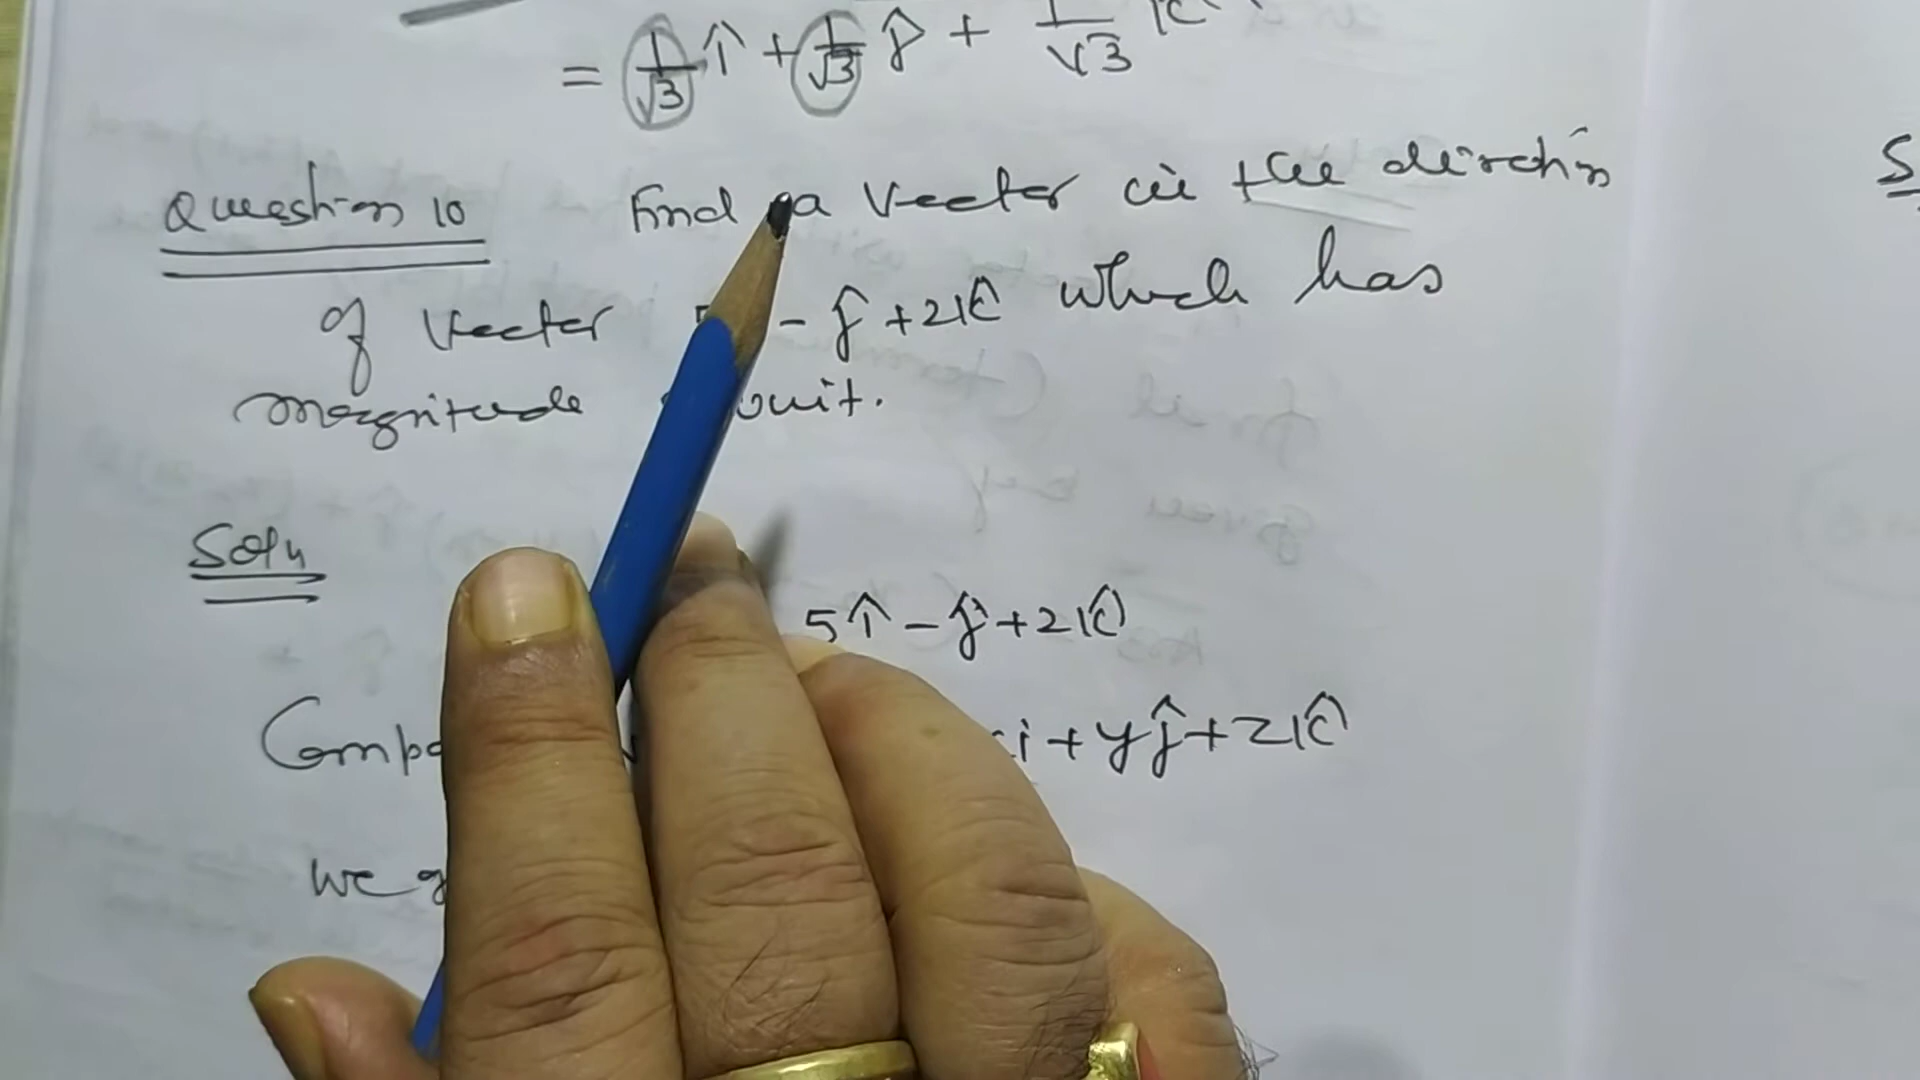 = 1/√3 î + 1/√3 ĵ + 1/√3 k̂
Question 10 Find a vector in the direction
of vector 5 - ĵ + 2k̂ which has
magnitude unit.
Soln
5î - ĵ + 2k̂
i + yĵ + zk̂
we
S